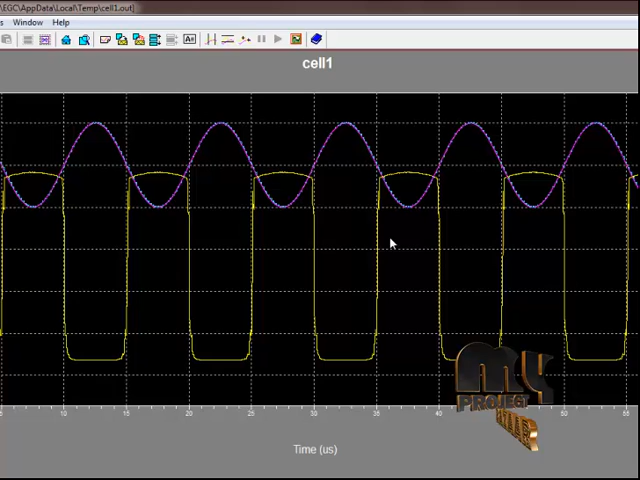 \EGC\AppData\Local\Temp\cell1.out]
s Window Help
cell1
5 10 15 20 25 30 35 40 45 50 55
Time (us)
MY
PROJECT